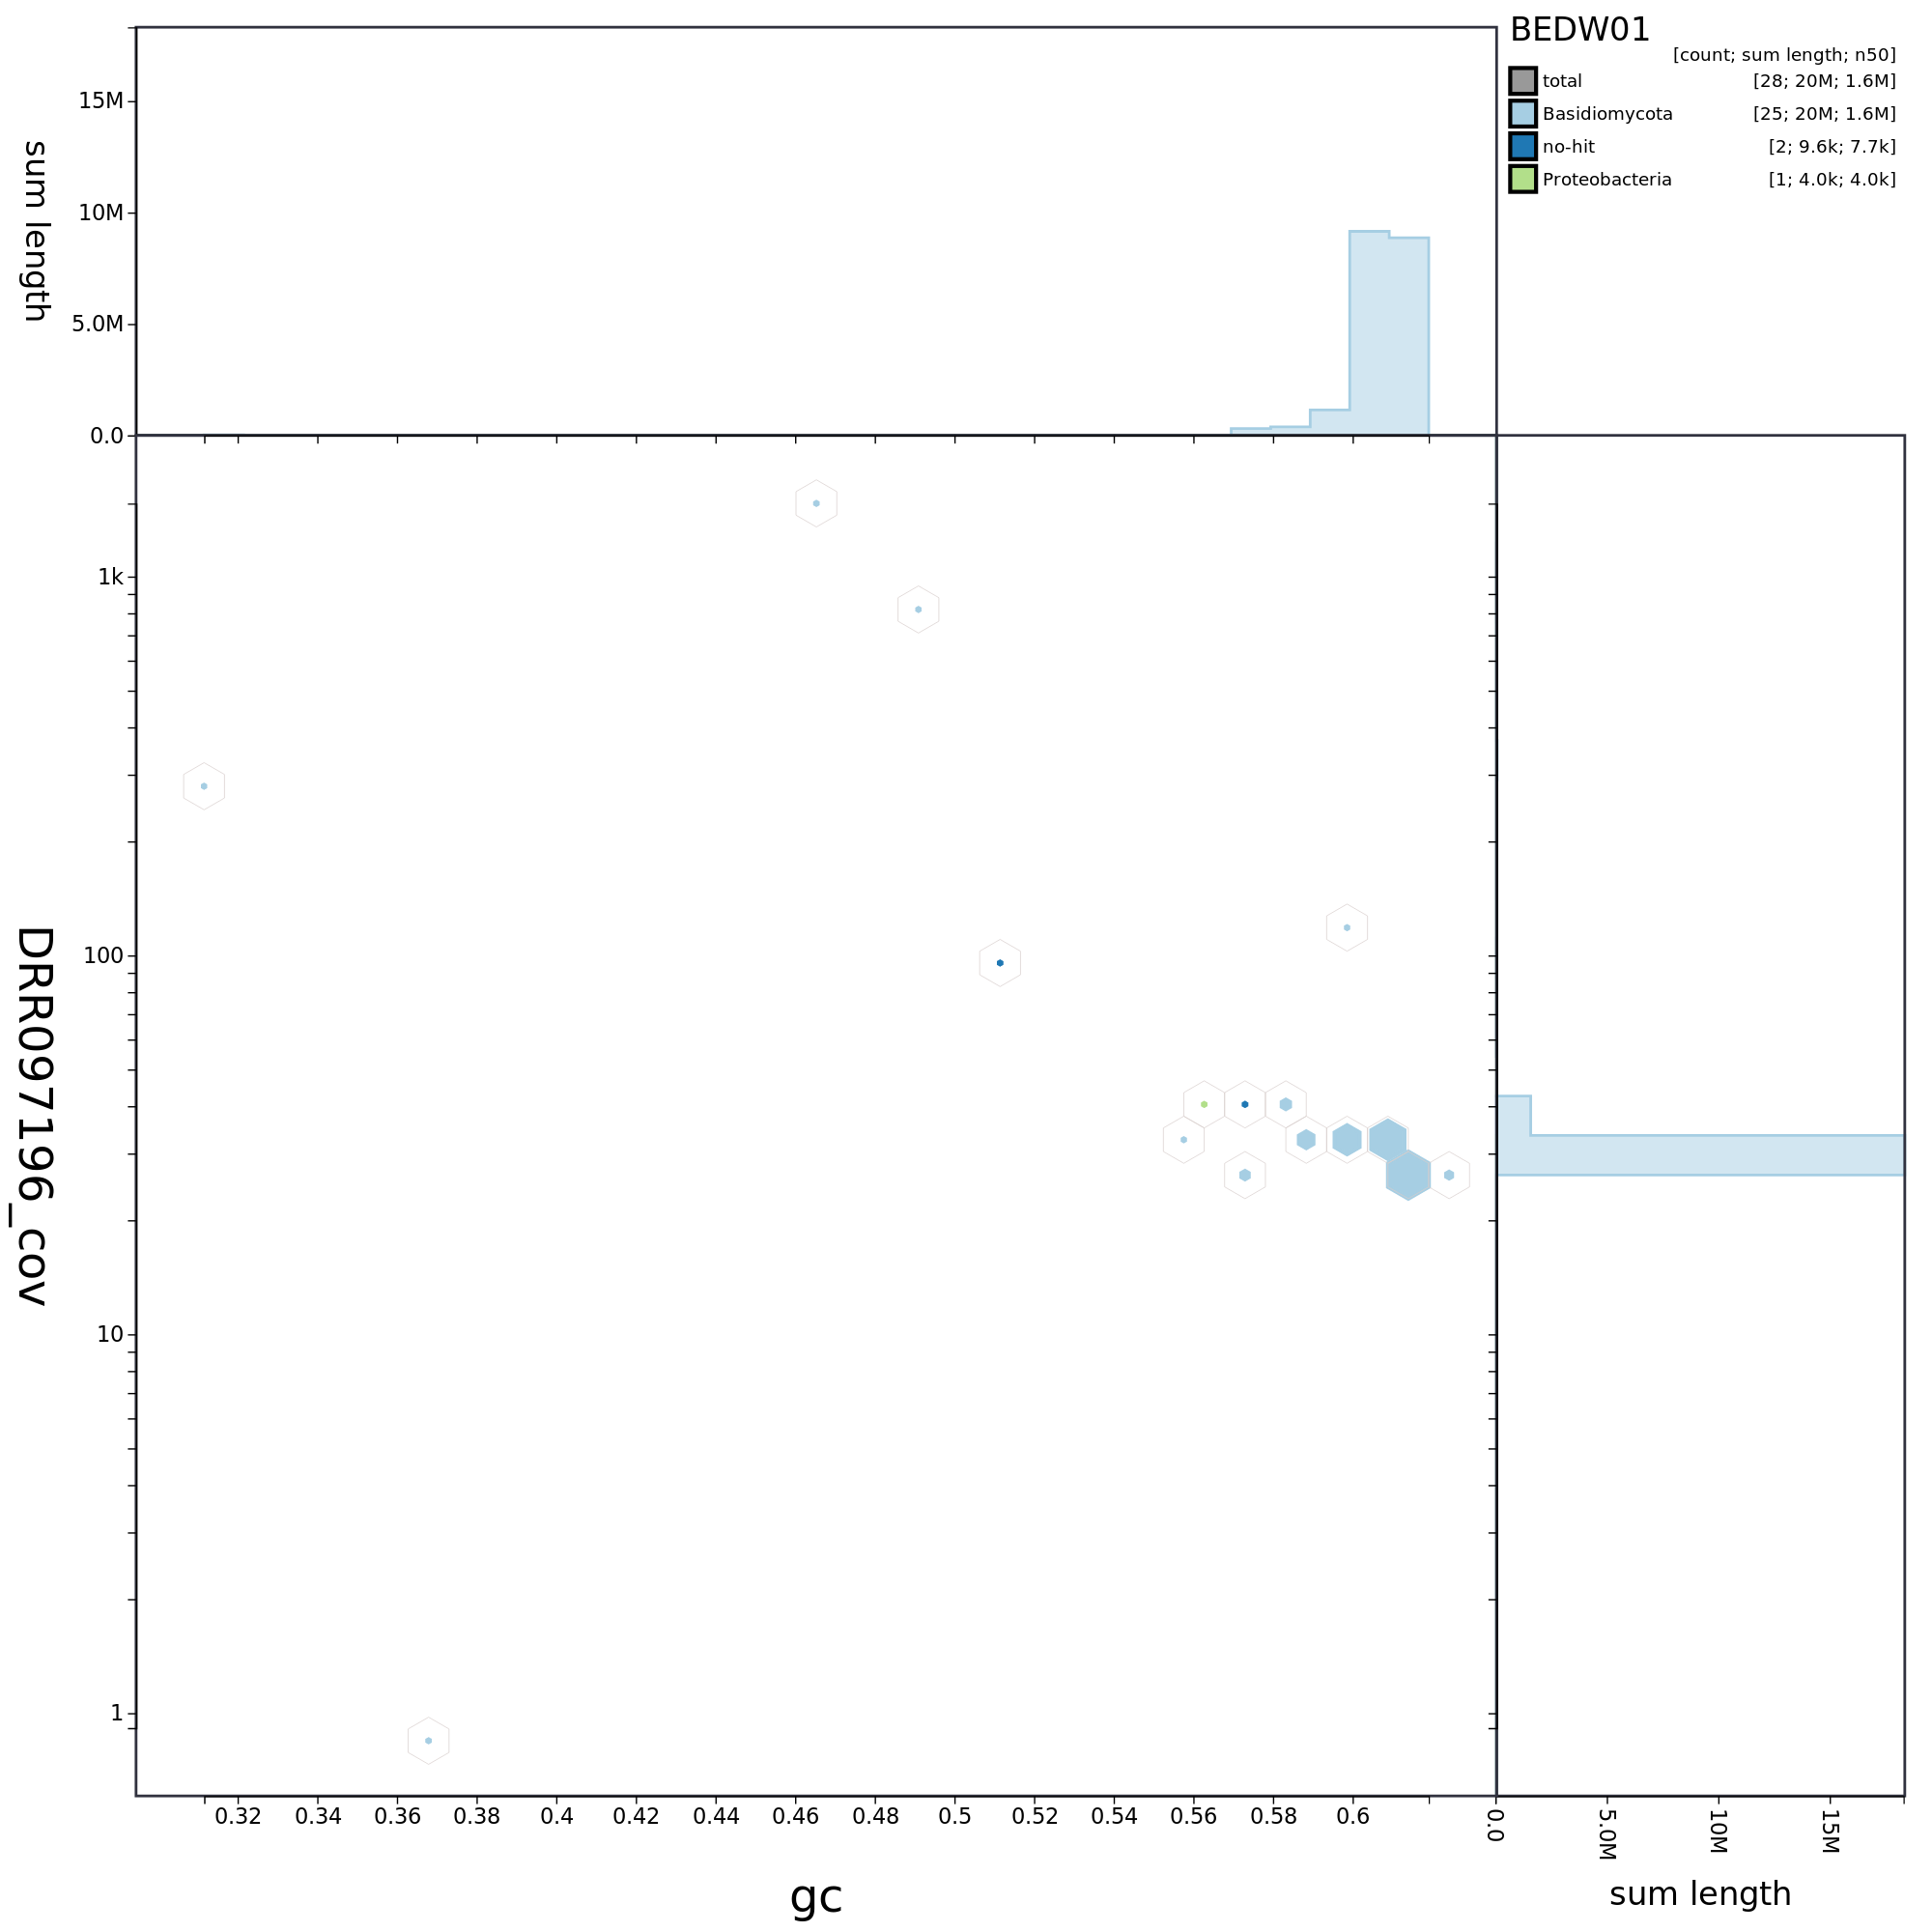 BEDW01
[count; sum length; n50]
total [28; 20M; 1.6M]
Basidiomycota [25; 20M; 1.6M]
no-hit [2; 9.6k; 7.7k]
Proteobacteria [1; 4.0k; 4.0k]
sum length
15M
10M
5.0M
0.0
DRR097196_cov
1k
100
10
1
0.32 0.34 0.36 0.38 0.4 0.42 0.44 0.46 0.48 0.5 0.52 0.54 0.56 0.58 0.6
gc
0.0 5.0M 10M 15M
sum length